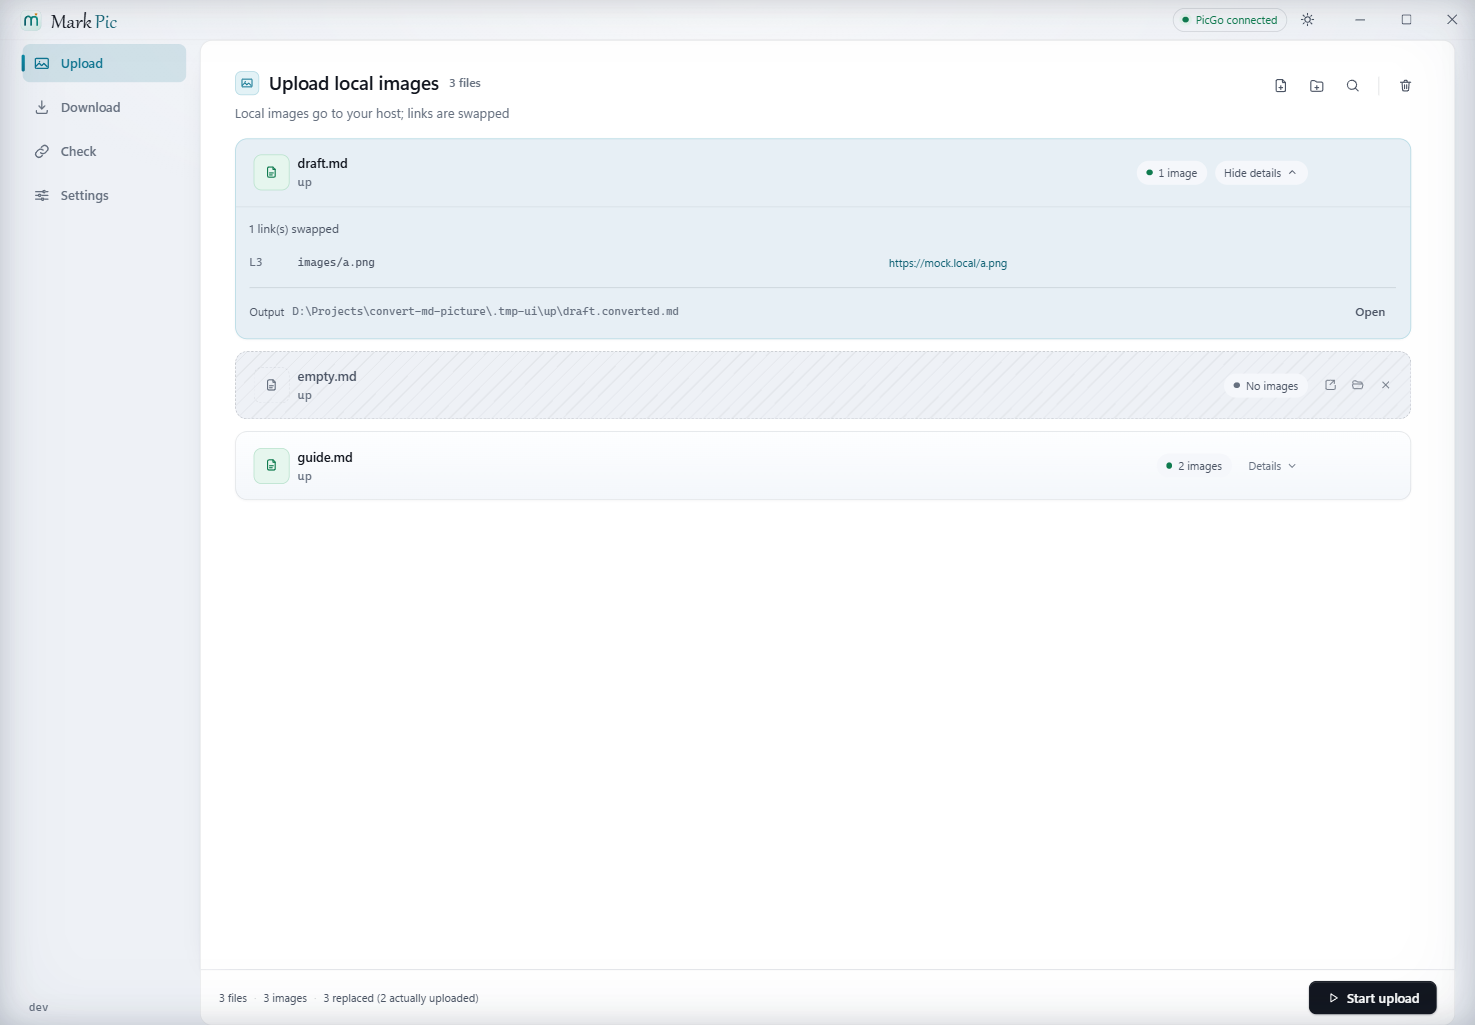 Mark Pic
PicGo connected
Upload
Download
Check
Settings
dev
Upload local images 3 files
Local images go to your host; links are swapped
draft.md
up
1 image
Hide details
1 link(s) swapped
L3 images/a.png https://mock.local/a.png
Output D:\Projects\convert-md-picture\.tmp-ui\up\draft.converted.md Open
empty.md
up
No images
guide.md
up
2 images
Details
3 files · 3 images · 3 replaced (2 actually uploaded)
Start upload